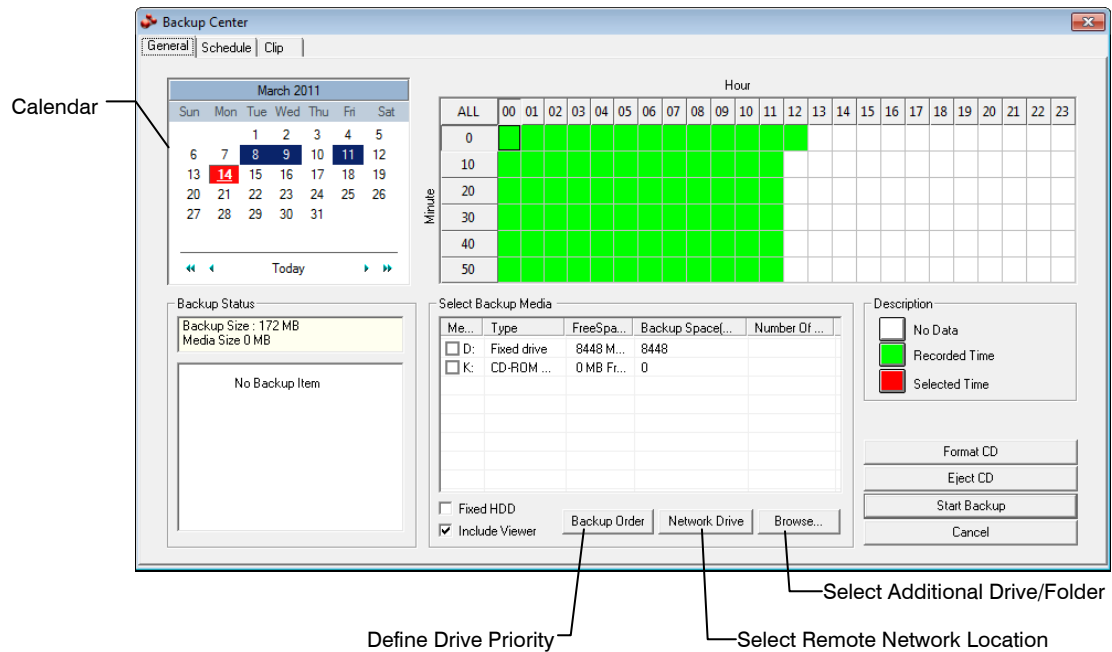 Backup Center
General Schedule Clip
Calendar
March 2011
Sun Mon Tue Wed Thu Fri Sat
1 2 3 4 5
6 7 8 9 10 11 12
13 14 15 16 17 18 19
20 21 22 23 24 25 26
27 28 29 30 31
Today
Hour
ALL 00 01 02 03 04 05 06 07 08 09 10 11 12 13 14 15 16 17 18 19 20 21 22 23
Minute
0
10
20
30
40
50
Backup Status
Backup Size : 172 MB
Media Size 0 MB
No Backup Item
Select Backup Media
Me... Type FreeSpa... Backup Space(... Number Of ...
D: Fixed drive 8448 M... 8448
K: CD-ROM ... 0 MB Fr... 0
Fixed HDD
Include Viewer
Backup Order Network Drive Browse...
Description
No Data
Recorded Time
Selected Time
Format CD
Eject CD
Start Backup
Cancel
Select Additional Drive/Folder
Define Drive Priority
Select Remote Network Location